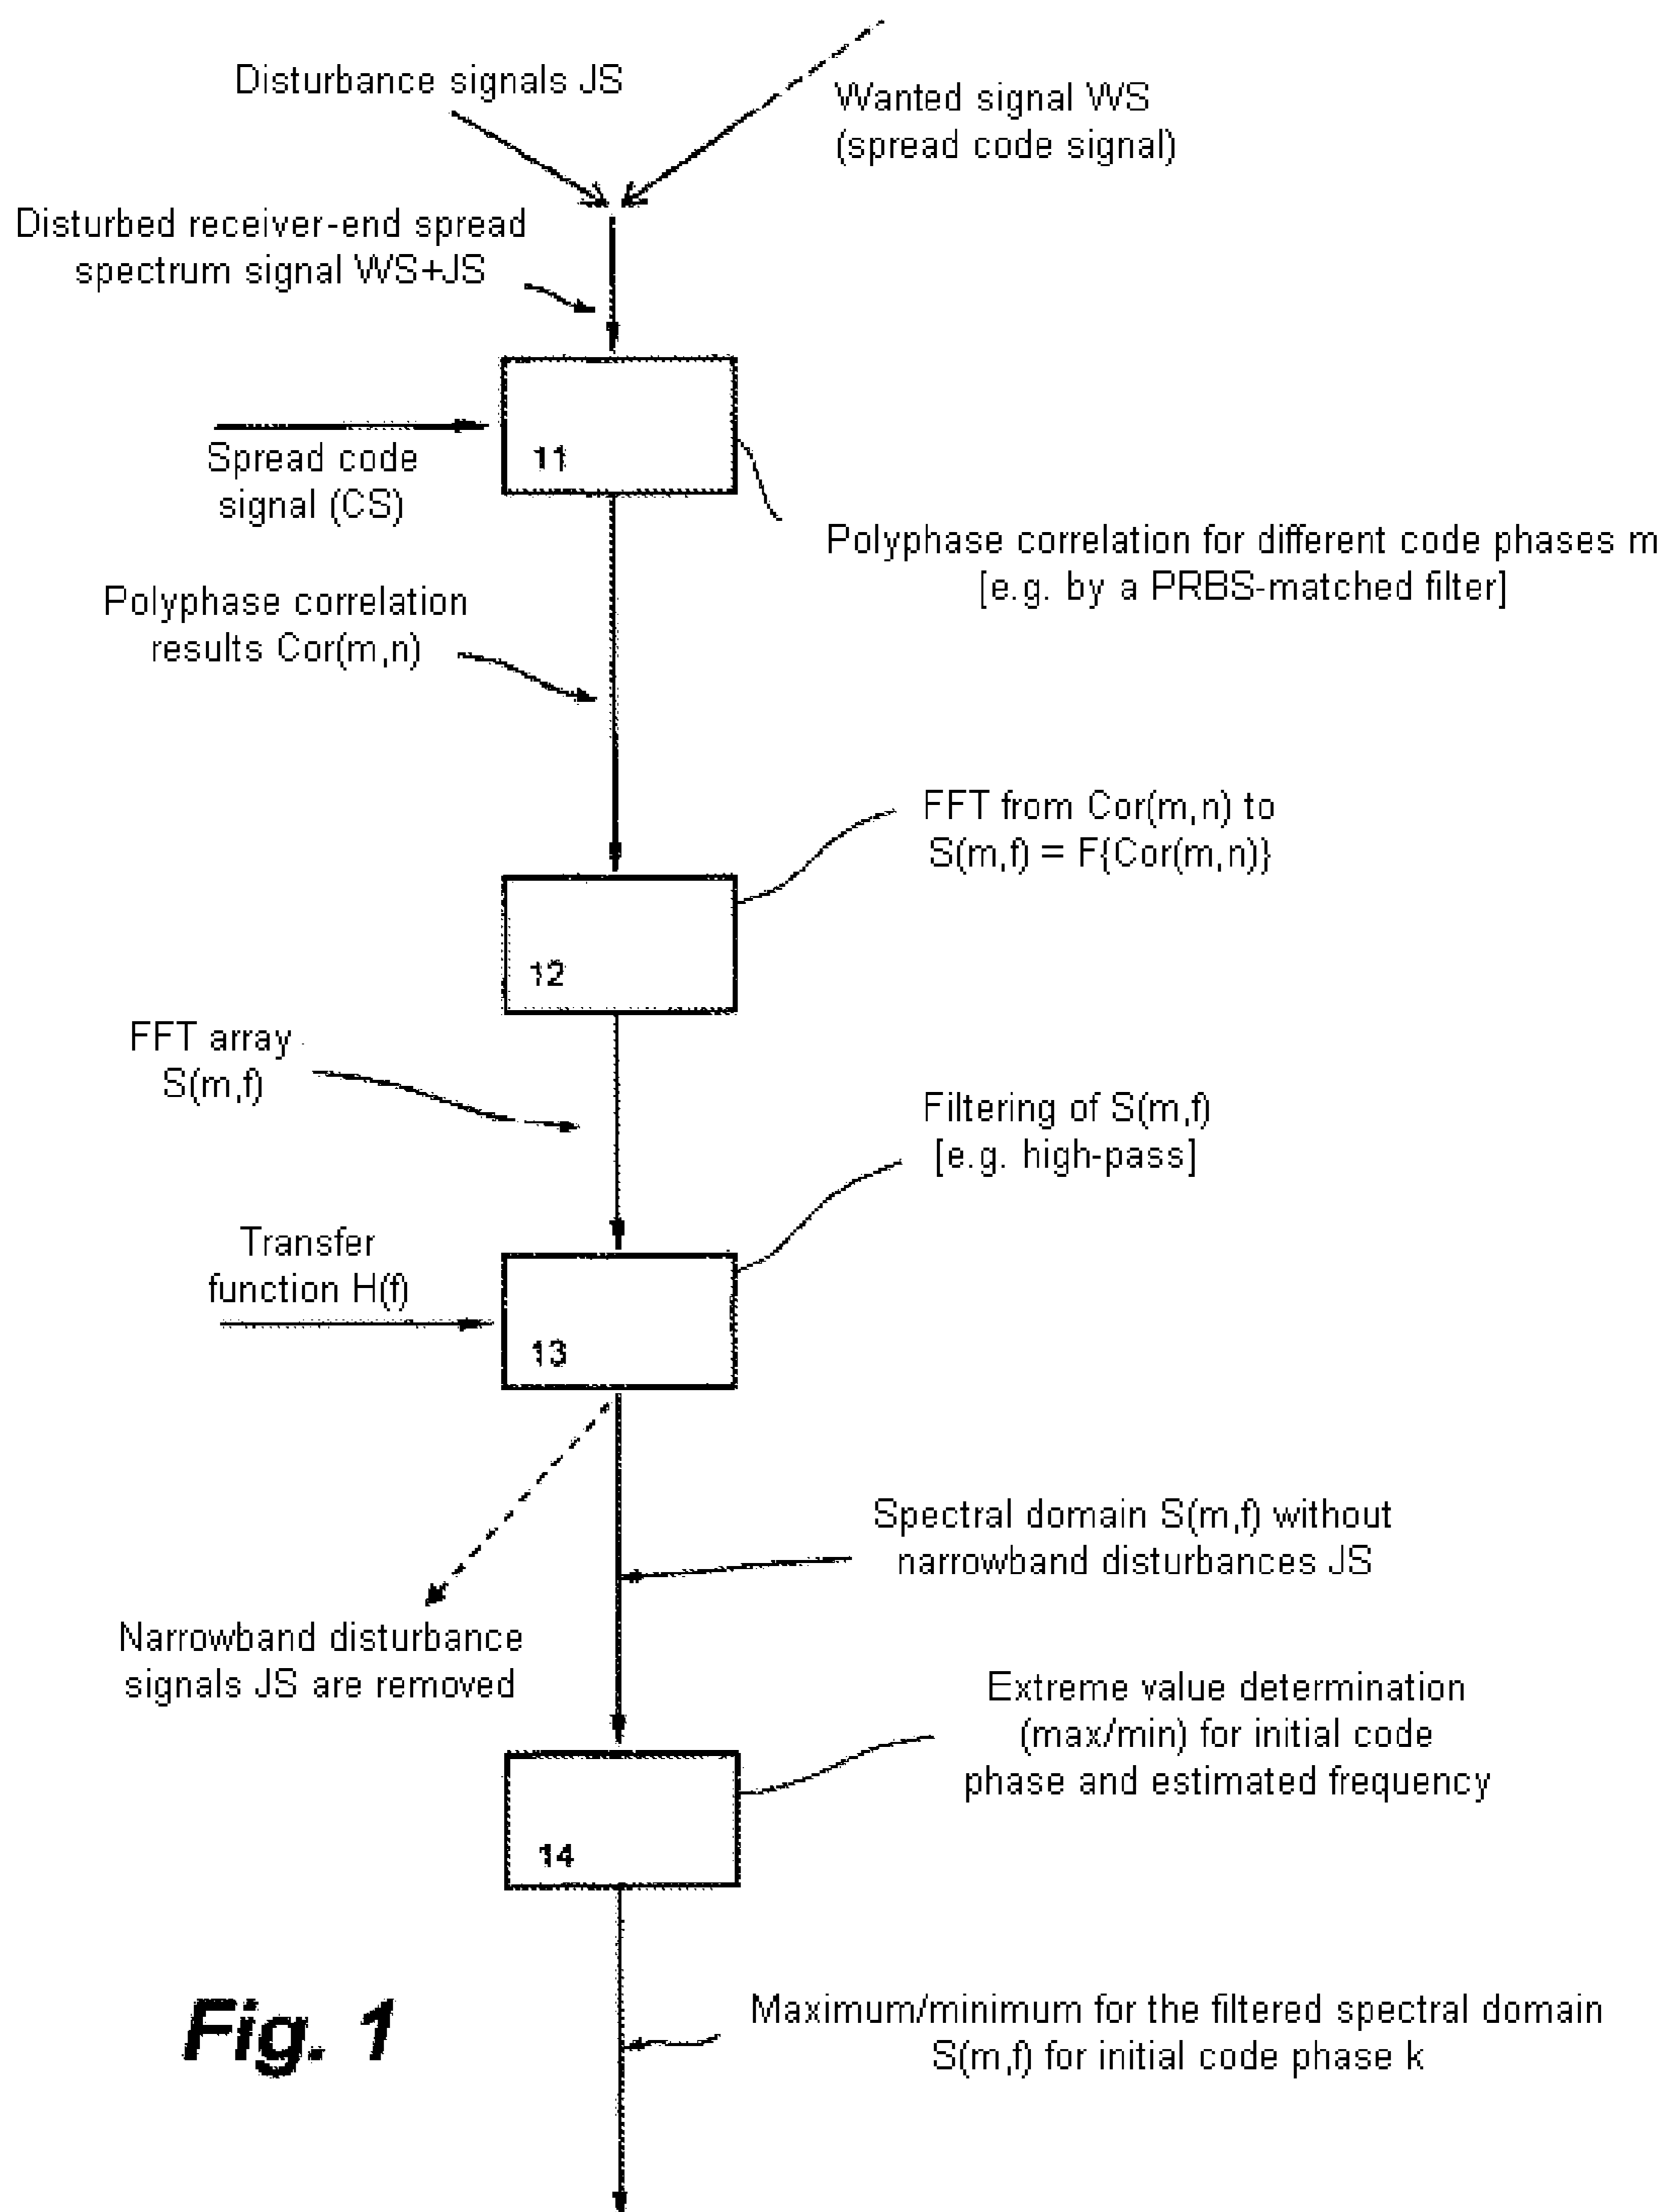 Disturbance signals JS
Wanted signal WS
(spread code signal)
Disturbed receiver-end spread
spectrum signal WS+JS
11
Spread code
signal (CS)
Polyphase correlation for different code phases m
[e.g. by a PRBS-matched filter]
Polyphase correlation
results Cor(m,n)
FFT from Cor(m,n) to
S(m,f) = F{Cor(m,n)}
12
FFT array
S(m,f)
Filtering of S(m,f)
[e.g. high-pass]
Transfer
function H(f)
13
Spectral domain S(m,f) without
narrowband disturbances JS
Narrowband disturbance
signals JS are removed
Extreme value determination
(max/min) for initial code
phase and estimated frequency
14
Maximum/minimum for the filtered spectral domain
S(m,f) for initial code phase k
Fig. 1